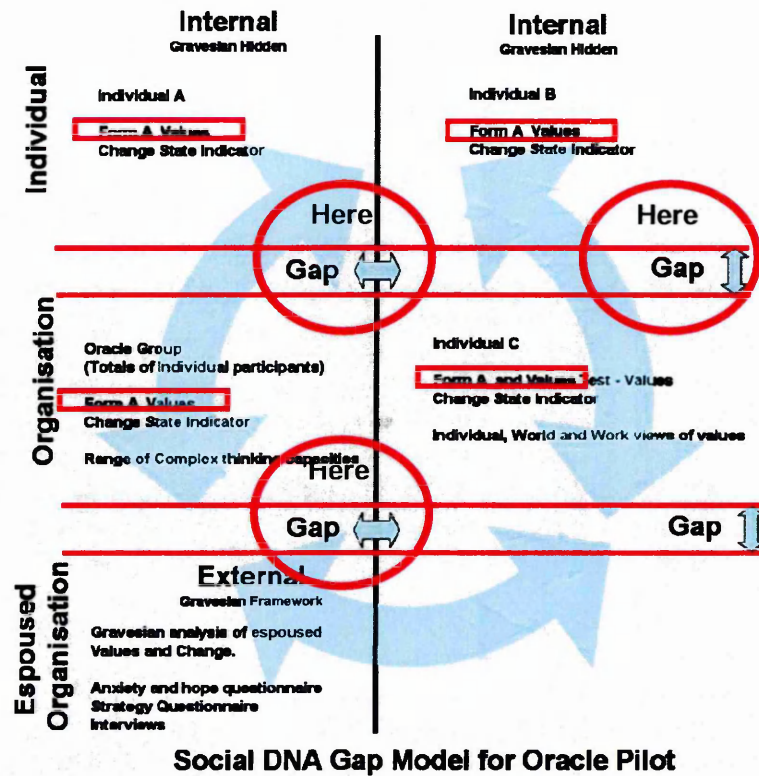 Internal
Gravesian Hidden
Internal
Gravesian Hidden
Individual
Individual A
Form A Values
Change State Indicator
Individual B
Form A Values
Change State Indicator
Here
Gap
Here
Gap
Organisation
Oracle Group
(Totals of Individual participants)
Form A Values
Change State Indicator
Range of Complex thinking capacities
Individual C
Form A and Values Test - Values
Change State Indicator
Individual, World and Work views of values
Here
Gap
Gap
Espoused
Organisation
External
Gravesian Framework
Gravesian analysis of espoused
Values and Change.
Anxiety and hope questionnaire
Strategy Questionnaire
Interviews
Social DNA Gap Model for Oracle Pilot